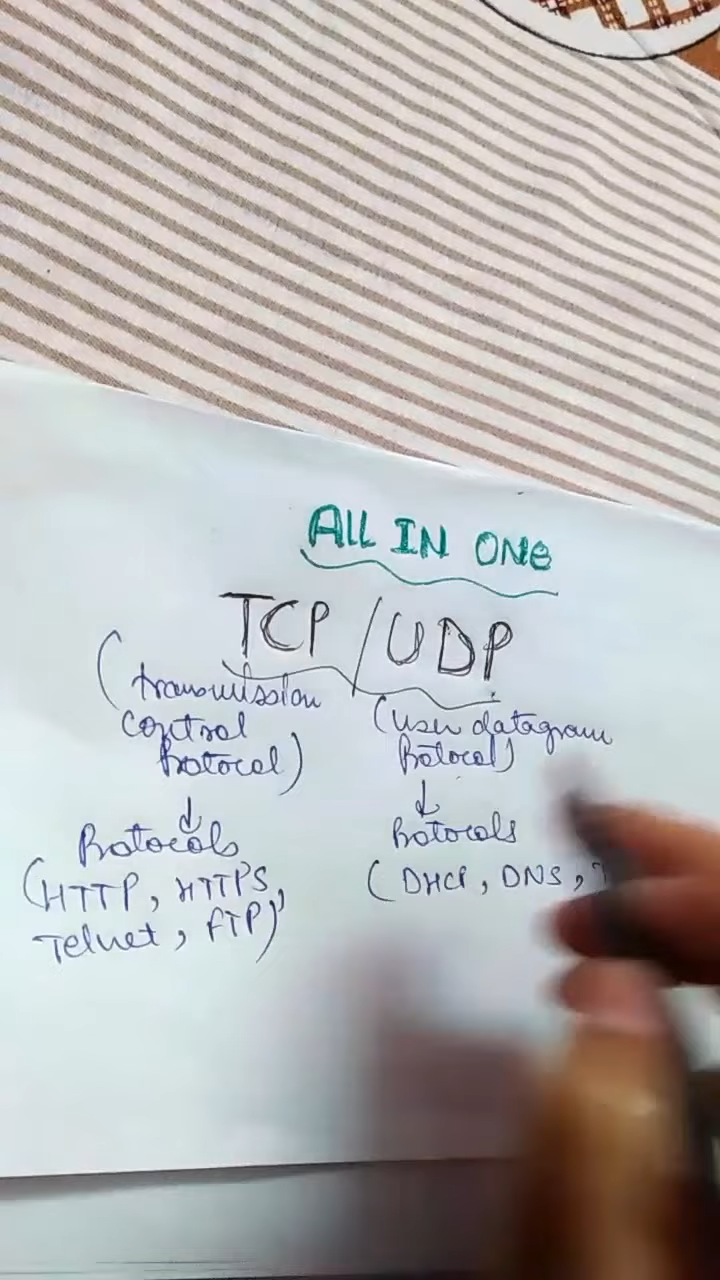 ALL IN ONE
TCP / UDP
(transmission
control
Protocol)
(user datagram
Protocol)
↓
Protocols
(HTTP, HTTPS,
Telnet, FTP)
↓
Protocols
(DHCP, DNS,